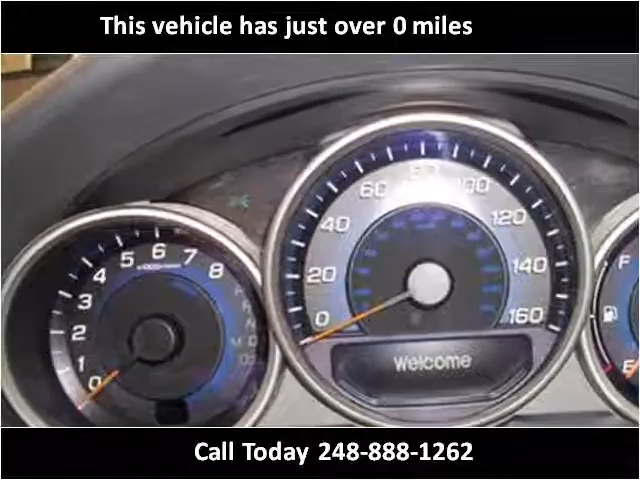 This vehicle has just over 0 miles
0 20 40 60 80 100 120 140 160
0 1 2 3 4 5 6 7 8
F
E
Welcome
Call Today 248-888-1262